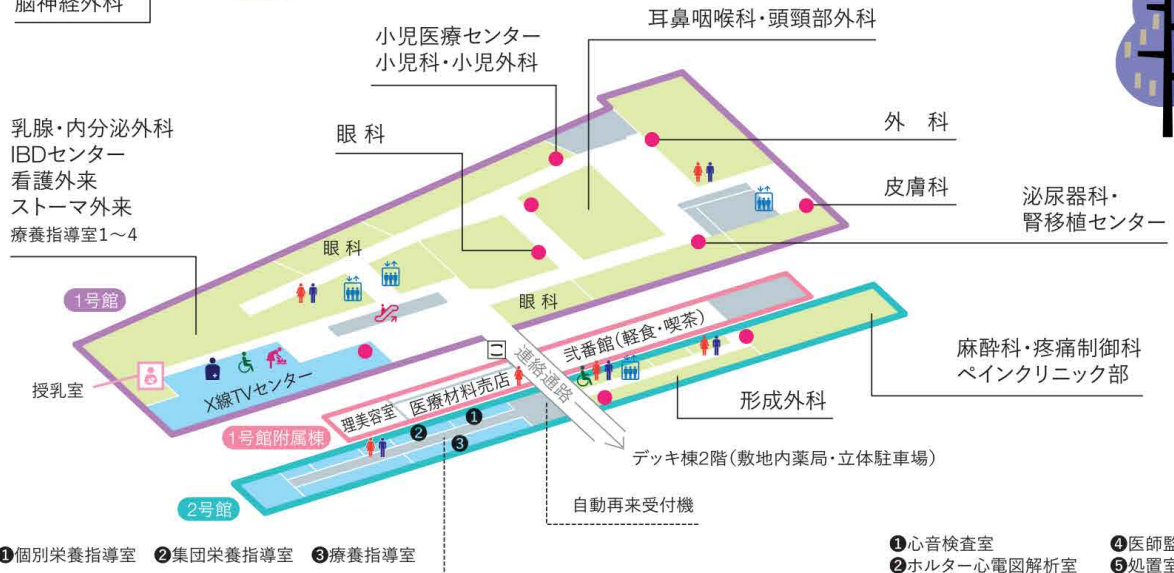 脳神経外科
耳鼻咽喉科・頭頸部外科
小児医療センター
小児科・小児外科
外　科
眼 科
乳腺・内分泌外科
IBDセンター
看護外来
ストーマ外来
療養指導室1～4
皮膚科
泌尿器科・
腎移植センター
眼 科
1号館
眼 科
弐番館(軽食・喫茶)
連絡通路
麻酔科・疼痛制御科
ペインクリニック部
授乳室
X線TVセンター
医療材料売店
理美容室
形成外科
1号館附属棟
❶
❷
❸
デッキ棟2階(敷地内薬局・立体駐車場)
2号館
自動再来受付機
❶個別栄養指導室 ❷集団栄養指導室 ❸療養指導室
❶心音検査室 ❹医師監
❷ホルター心電図解析室 ❺処置室